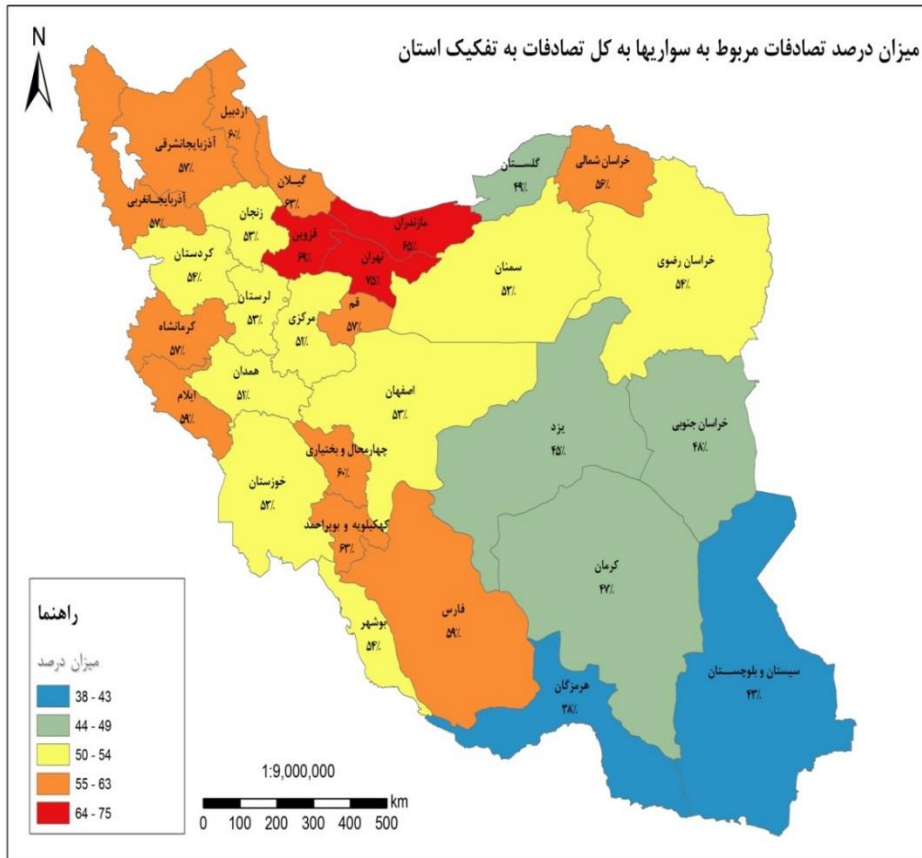 میزان درصد تصادفات مربوط به سواریها به کل تصادفات به تفکیک استان
N
اردبیل
۶۰٪
آذربایجانشرقی
۵۷٪
گیلان
۶۳٪
آذربایجانغربی
۵۷٪
زنجان
۵۳٪
قزوین
۶۹٪
مازندران
۶۵٪
تهران
۷۵٪
گلستان
۴۹٪
خراسان شمالی
۵۶٪
خراسان رضوی
۵۴٪
سمنان
۵۳٪
کردستان
۵۴٪
لرستان
۵۳٪
مرکزی
۵۱٪
قم
۵۷٪
کرمانشاه
۵۷٪
همدان
۵۱٪
ایلام
۵۹٪
اصفهان
۵۳٪
یزد
۴۵٪
خراسان جنوبی
۴۸٪
چهارمحال و بختیاری
۶۰٪
خوزستان
۵۳٪
کهکیلویه و بویراحمد
۶۳٪
کرمان
۴۷٪
فارس
۵۹٪
بوشهر
۵۴٪
هرمزگان
۳۸٪
سیستان و بلوچستان
۴۳٪
راهنما
میزان درصد
38 - 43
44 - 49
50 - 54
55 - 63
64 - 75
1:9,000,000
km
0 100 200 300 400 500